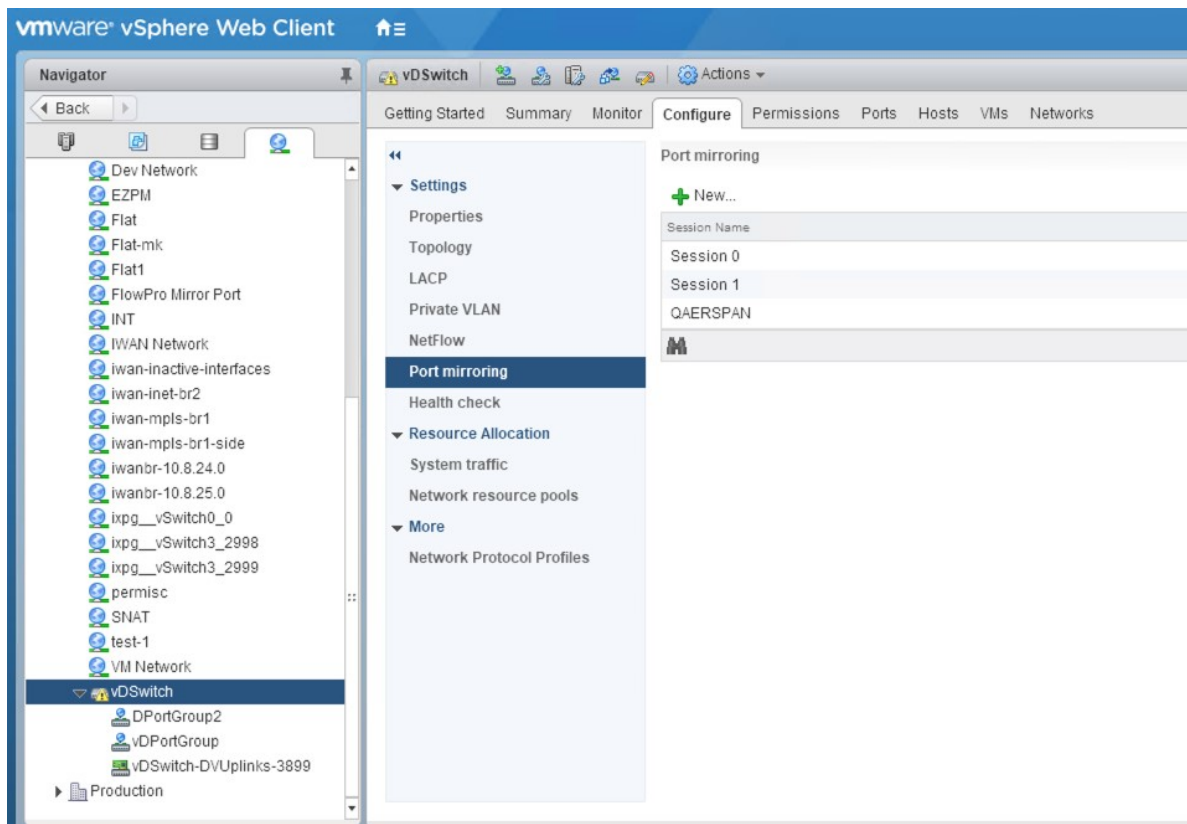 vmware® vSphere Web Client
Navigator
Back
Dev Network
EZPM
Flat
Flat-mk
Flat1
FlowPro Mirror Port
INT
IWAN Network
iwan-inactive-interfaces
iwan-inet-br2
iwan-mpls-br1
iwan-mpls-br1-side
iwanbr-10.8.24.0
iwanbr-10.8.25.0
ixpg__vSwitch0_0
ixpg__vSwitch3_2998
ixpg__vSwitch3_2999
permisc
SNAT
test-1
VM Network
vDSwitch
DPortGroup2
vDPortGroup
vDSwitch-DVUplinks-3899
Production
vDSwitch Actions
Getting Started Summary Monitor Configure Permissions Ports Hosts VMs Networks
Settings
Properties
Topology
LACP
Private VLAN
NetFlow
Port mirroring
Health check
Resource Allocation
System traffic
Network resource pools
More
Network Protocol Profiles
Port mirroring
New...
Session Name
Session 0
Session 1
QAERSPAN